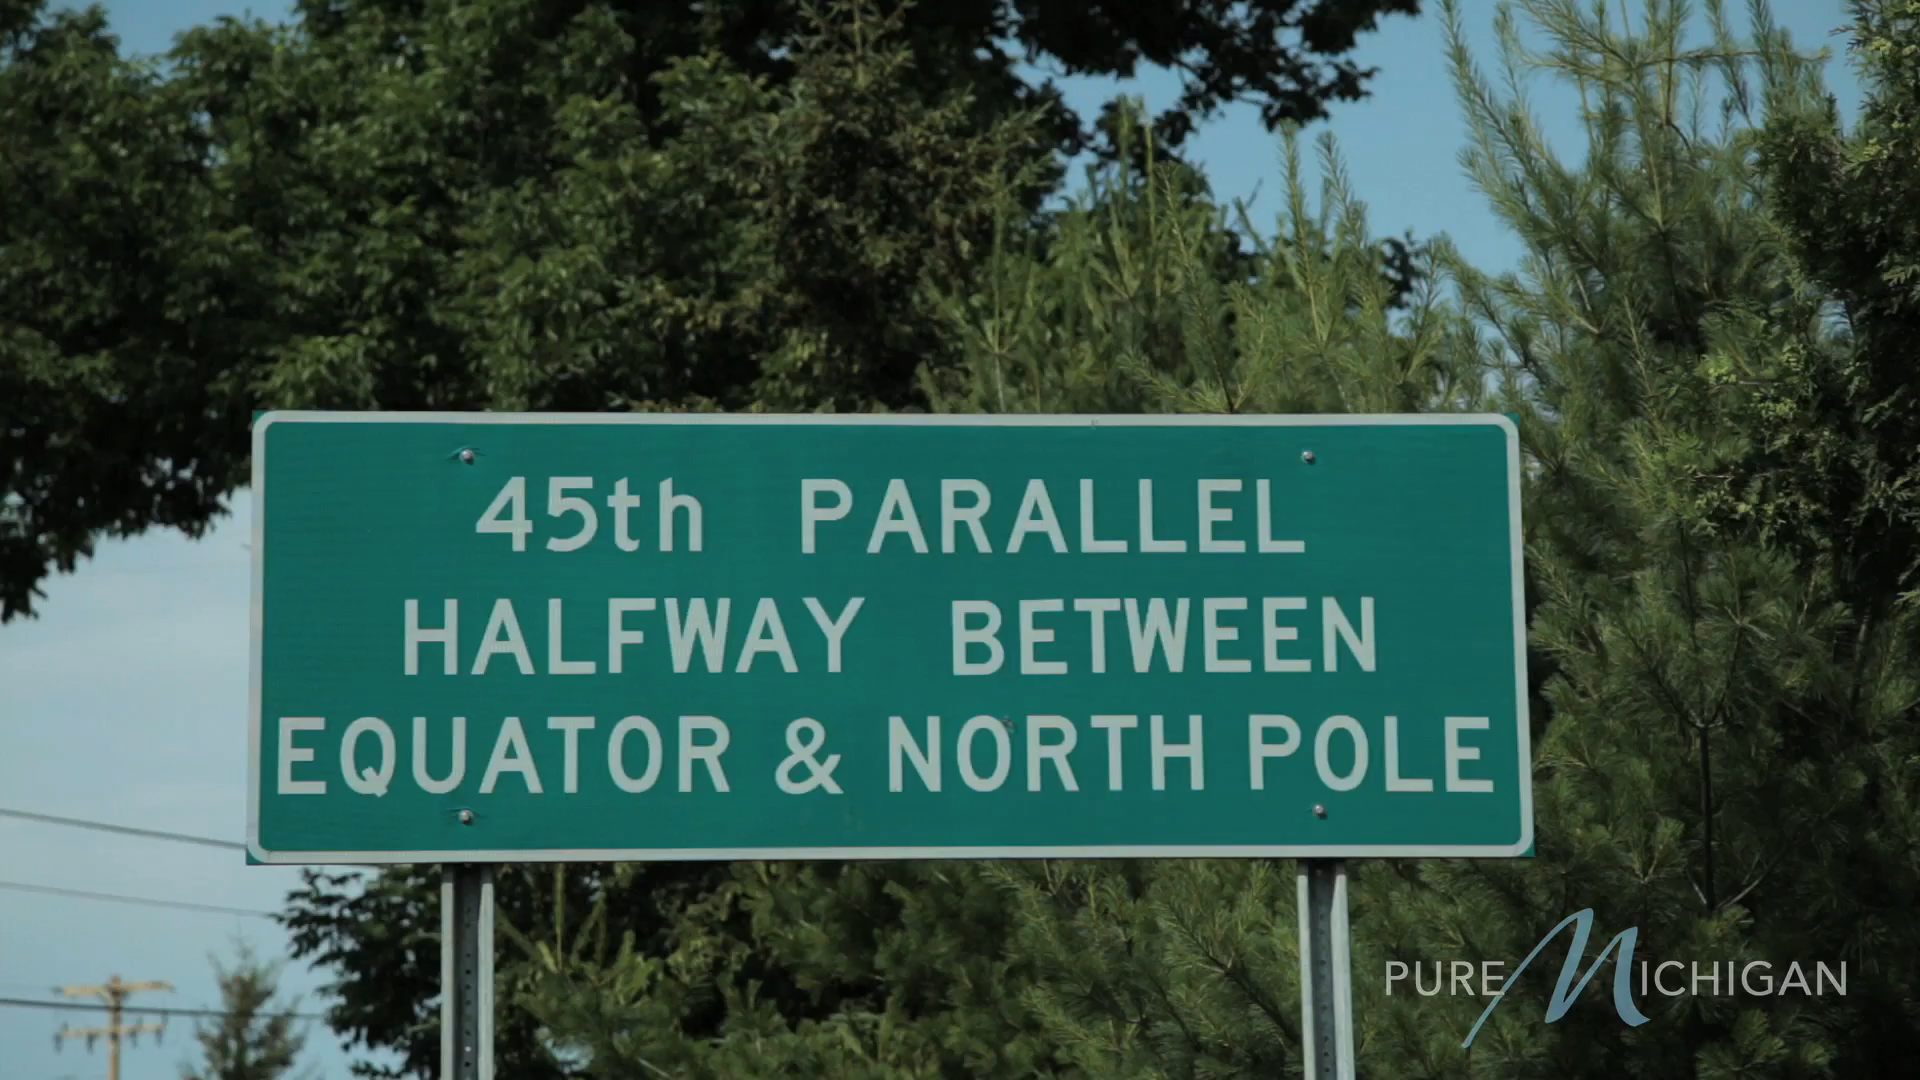 45th PARALLEL
HALFWAY BETWEEN
EQUATOR & NORTH POLE
PURE MICHIGAN